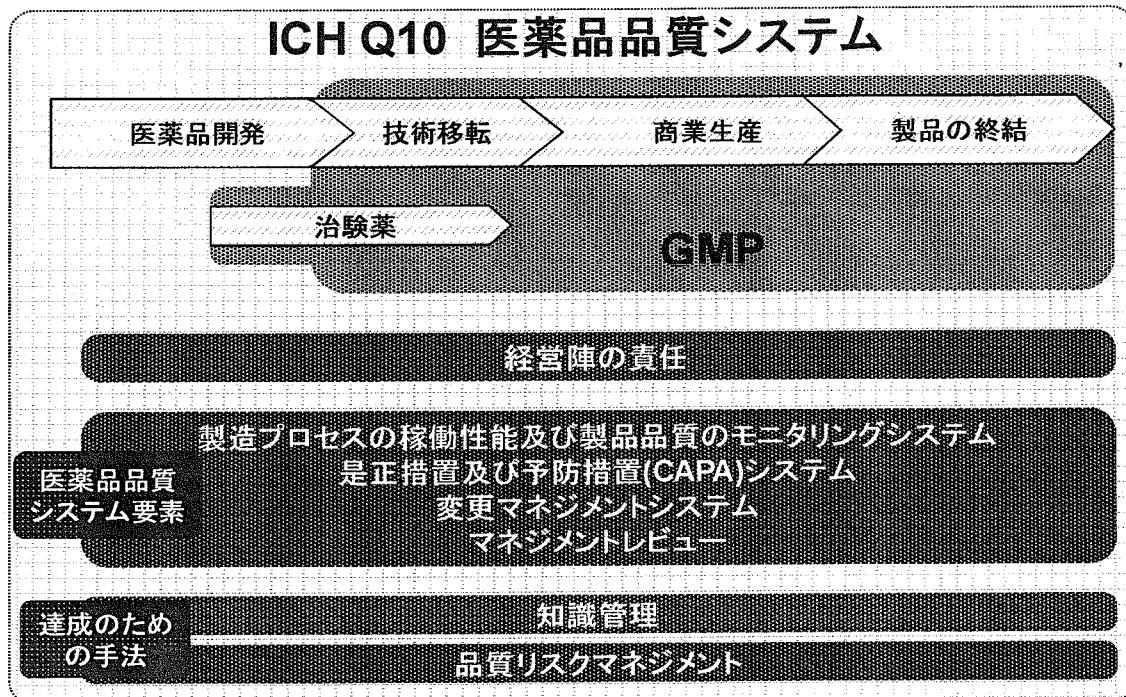 ICH Q10 医薬品品質システム
医薬品開発
技術移転
商業生産
製品の終結
治験薬
GMP
経営陣の責任
製造プロセスの稼働性能及び製品品質のモニタリングシステム
是正措置及び予防措置(CAPA)システム
変更マネジメントシステム
マネジメントレビュー
医薬品品質
システム要素
達成のため
の手法
知識管理
品質リスクマネジメント